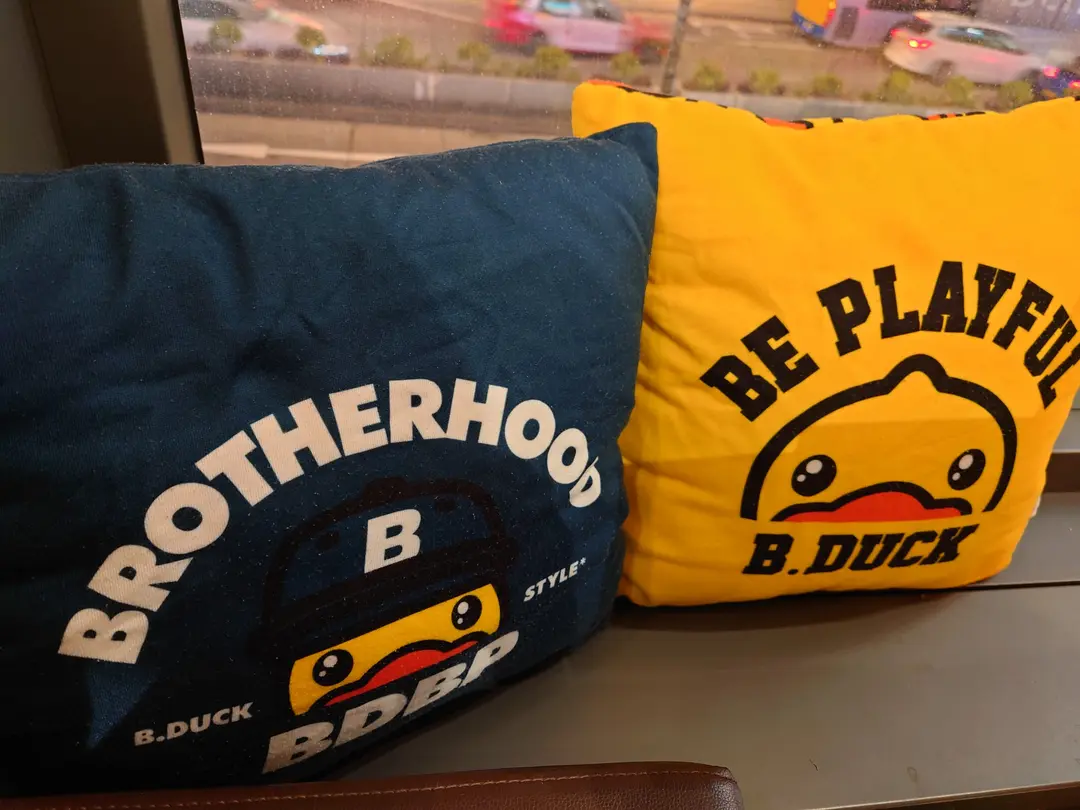 BROTHERHOOD
B
STYLE*
B.DUCK
BDBP
BE PLAYFUL
B.DUCK